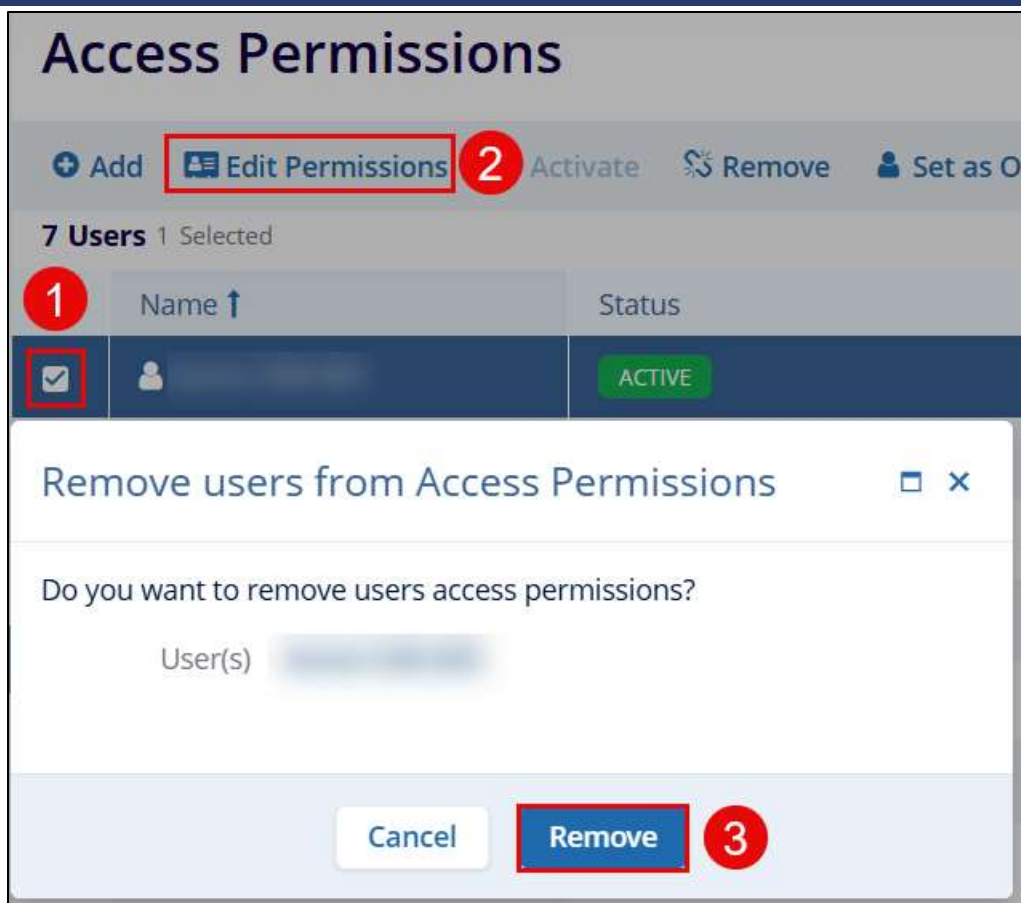 Access Permissions
Add Edit Permissions 2 Activate Remove Set as O
7 Users 1 Selected
1 Name Status
ACTIVE
Remove users from Access Permissions
Do you want to remove users access permissions?
User(s)
Cancel Remove 3